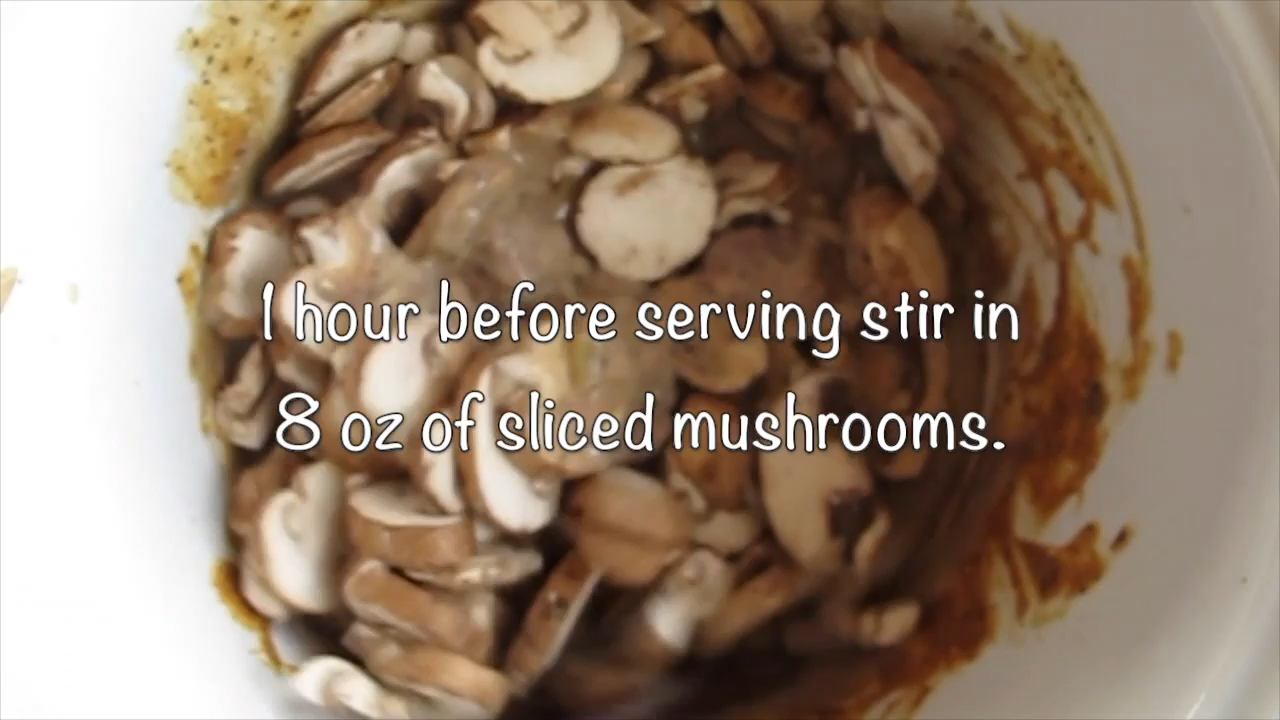 1 hour before serving stir in
8 oz of sliced mushrooms.